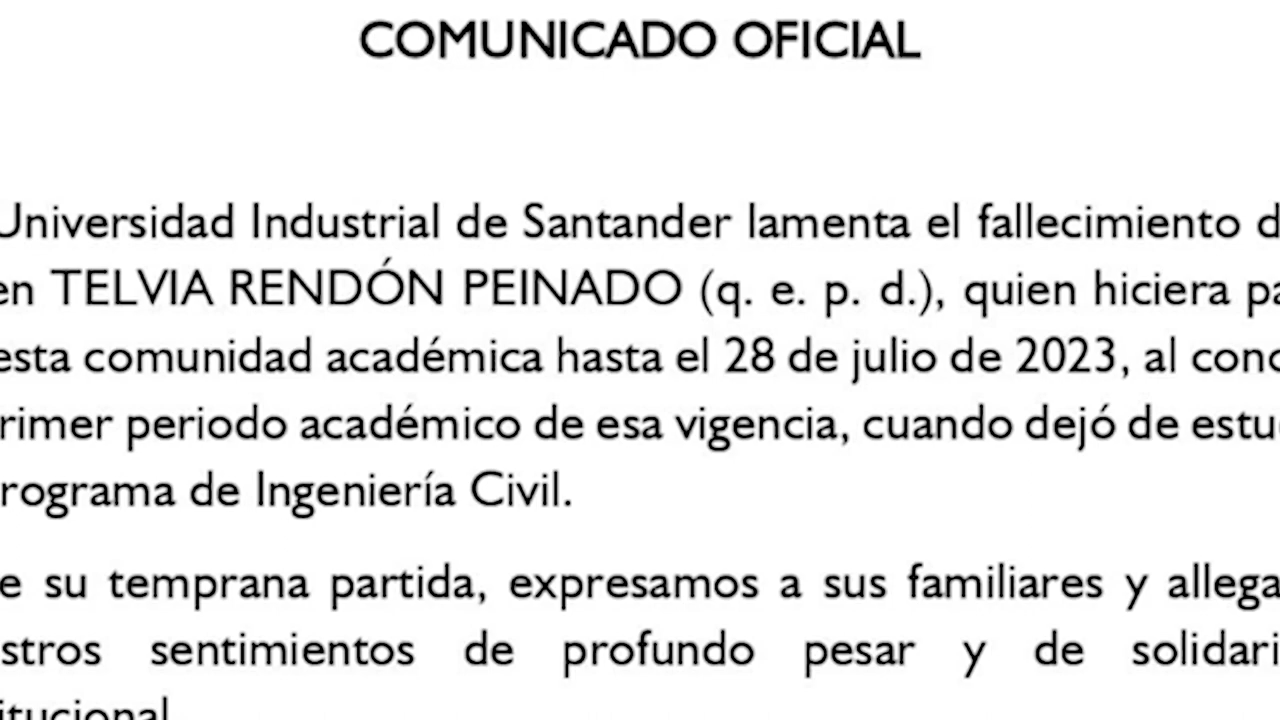 COMUNICADO OFICIAL
Universidad Industrial de Santander lamenta el fallecimiento d
en TELVIA RENDÓN PEINADO (q. e. p. d.), quien hiciera pa
esta comunidad académica hasta el 28 de julio de 2023, al conc
rimer periodo académico de esa vigencia, cuando dejó de estu
rograma de Ingeniería Civil.
e su temprana partida, expresamos a sus familiares y allega
stros sentimientos de profundo pesar y de solidari
itucional